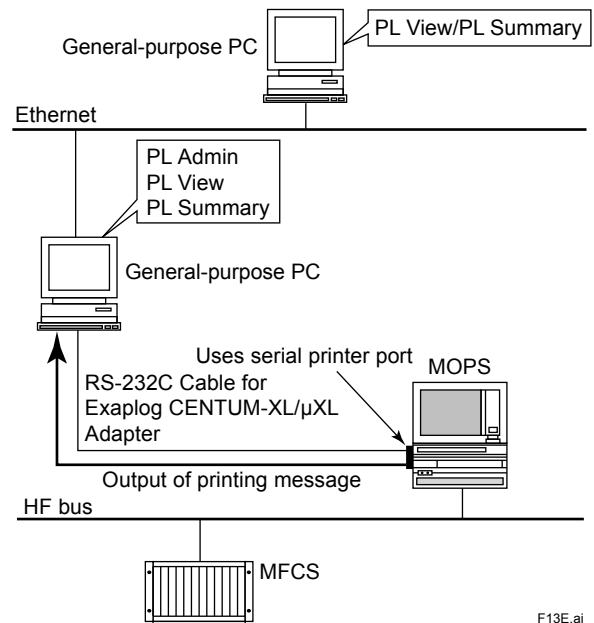 PL View/PL Summary
General-purpose PC
Ethernet
PL Admin
PL View
PL Summary
General-purpose PC
Uses serial printer port
MOPS
RS-232C Cable for
Exaplog CENTUM-XL/µXL
Adapter
Output of printing message
HF bus
MFCS
F13E.ai